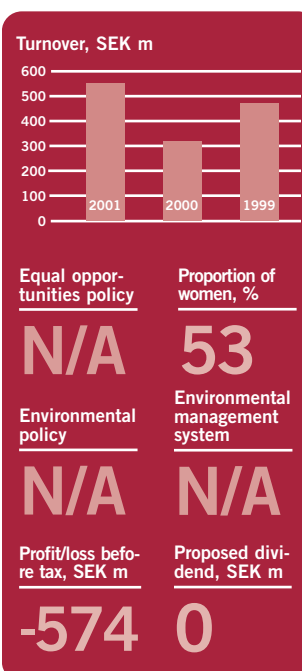 Turnover, SEK m
600
500
400
300
200
100
0
2001 2000 1999
Equal oppor-
tunities policy
N/A
Proportion of
women, %
53
Environmental
policy
N/A
Environmental
management
system
N/A
Profit/loss befo-
re tax, SEK m
-574
Proposed divi-
dend, SEK m
0